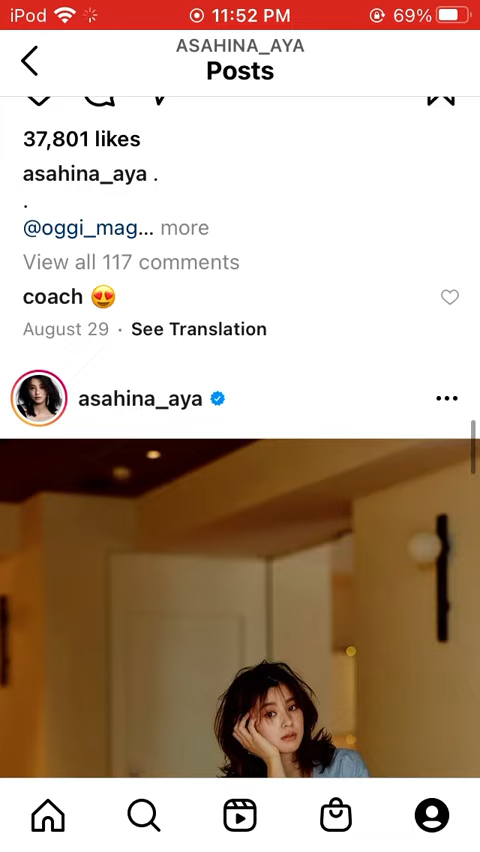 iPod 11:52 PM 69%
ASAHINA_AYA
Posts
37,801 likes
asahina_aya .
.
@oggi_mag... more
View all 117 comments
coach 😍
August 29 · See Translation
asahina_aya